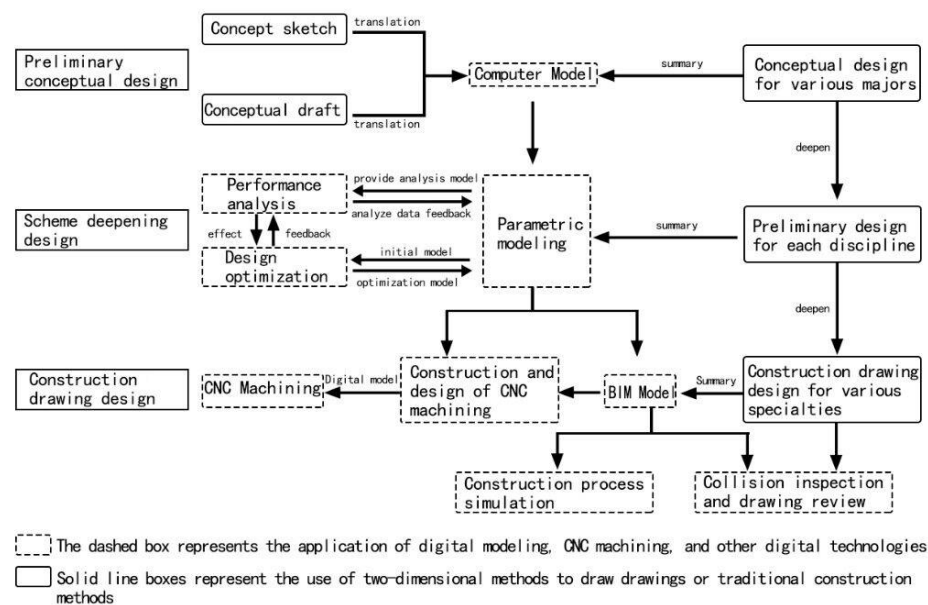 Concept sketch
translation
Preliminary
conceptual design
Computer Model
summary
Conceptual design
for various majors
Conceptual draft
translation
deepen
Performance
analysis
provide analysis model
analyze data feedback
Scheme deepening
design
effect
feedback
Parametric
modeling
summary
Preliminary design
for each discipline
Design
optimization
initial model
optimization model
deepen
Construction
drawing design
CNC Machining
Digital model
Construction and
design of CNC
machining
BIM Model
Summary
Construction drawing
design for various
specialties
Construction process
simulation
Collision inspection
and drawing review
The dashed box represents the application of digital modeling, CNC machining, and other digital technologies
Solid line boxes represent the use of two-dimensional methods to draw drawings or traditional construction
methods